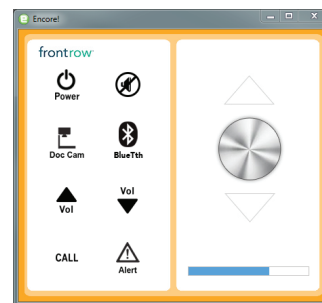 Encore!
frontrow
Power
Doc Cam
BlueTth
Vol
Vol
CALL
Alert